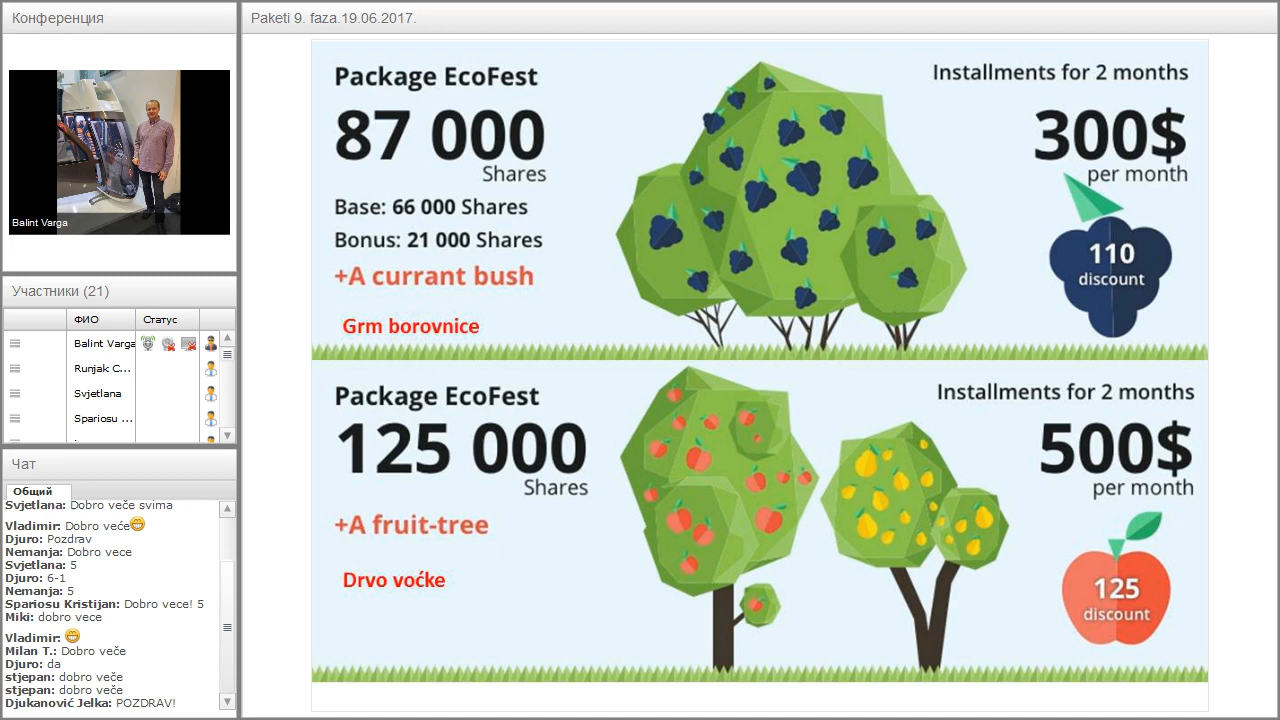 Конференция
Balint Varga
Участники (21)
ФИО
Статус
Balint Varga
Runjak C...
Svjetlana
Spariosu ...
Чат
Общий
Svjetlana: Dobro veče svima
Vladimir: Dobro veće
Djuro: Pozdrav
Nemanja: Dobro vece
Svjetlana: 5
Djuro: 6-1
Nemanja: 5
Spariosu Kristijan: Dobro vece! 5
Miki: dobro vece
Vladimir:
Milan T.: Dobro veče
Djuro: da
stjepan: dobro veče
stjepan: dobro veče
Djukanović Jelka: POZDRAV!
Paketi 9. faza.19.06.2017.
Package EcoFest
87 000
Shares
Base: 66 000 Shares
Bonus: 21 000 Shares
+A currant bush
Grm borovnice
Installments for 2 months
300$
per month
110
discount
Package EcoFest
125 000
Shares
+A fruit-tree
Drvo voćke
Installments for 2 months
500$
per month
125
discount